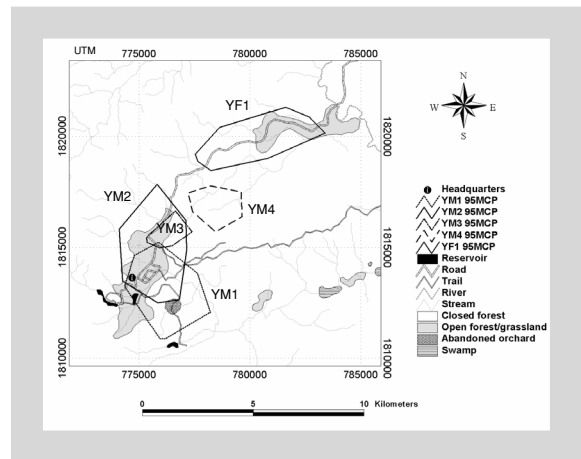 UTM
775000 780000 785000
YF1
1820000
1820000
YM2
YM4
YM3
1815000
1815000
YM1
1810000
1810000
775000 780000 785000
0 5 10 Kilometers
N
W E
S
Headquarters
YM1 95MCP
YM2 95MCP
YM3 95MCP
YM4 95MCP
YF1 95MCP
Reservoir
Road
Trail
River
Stream
Closed forest
Open forest/grassland
Abandoned orchard
Swamp